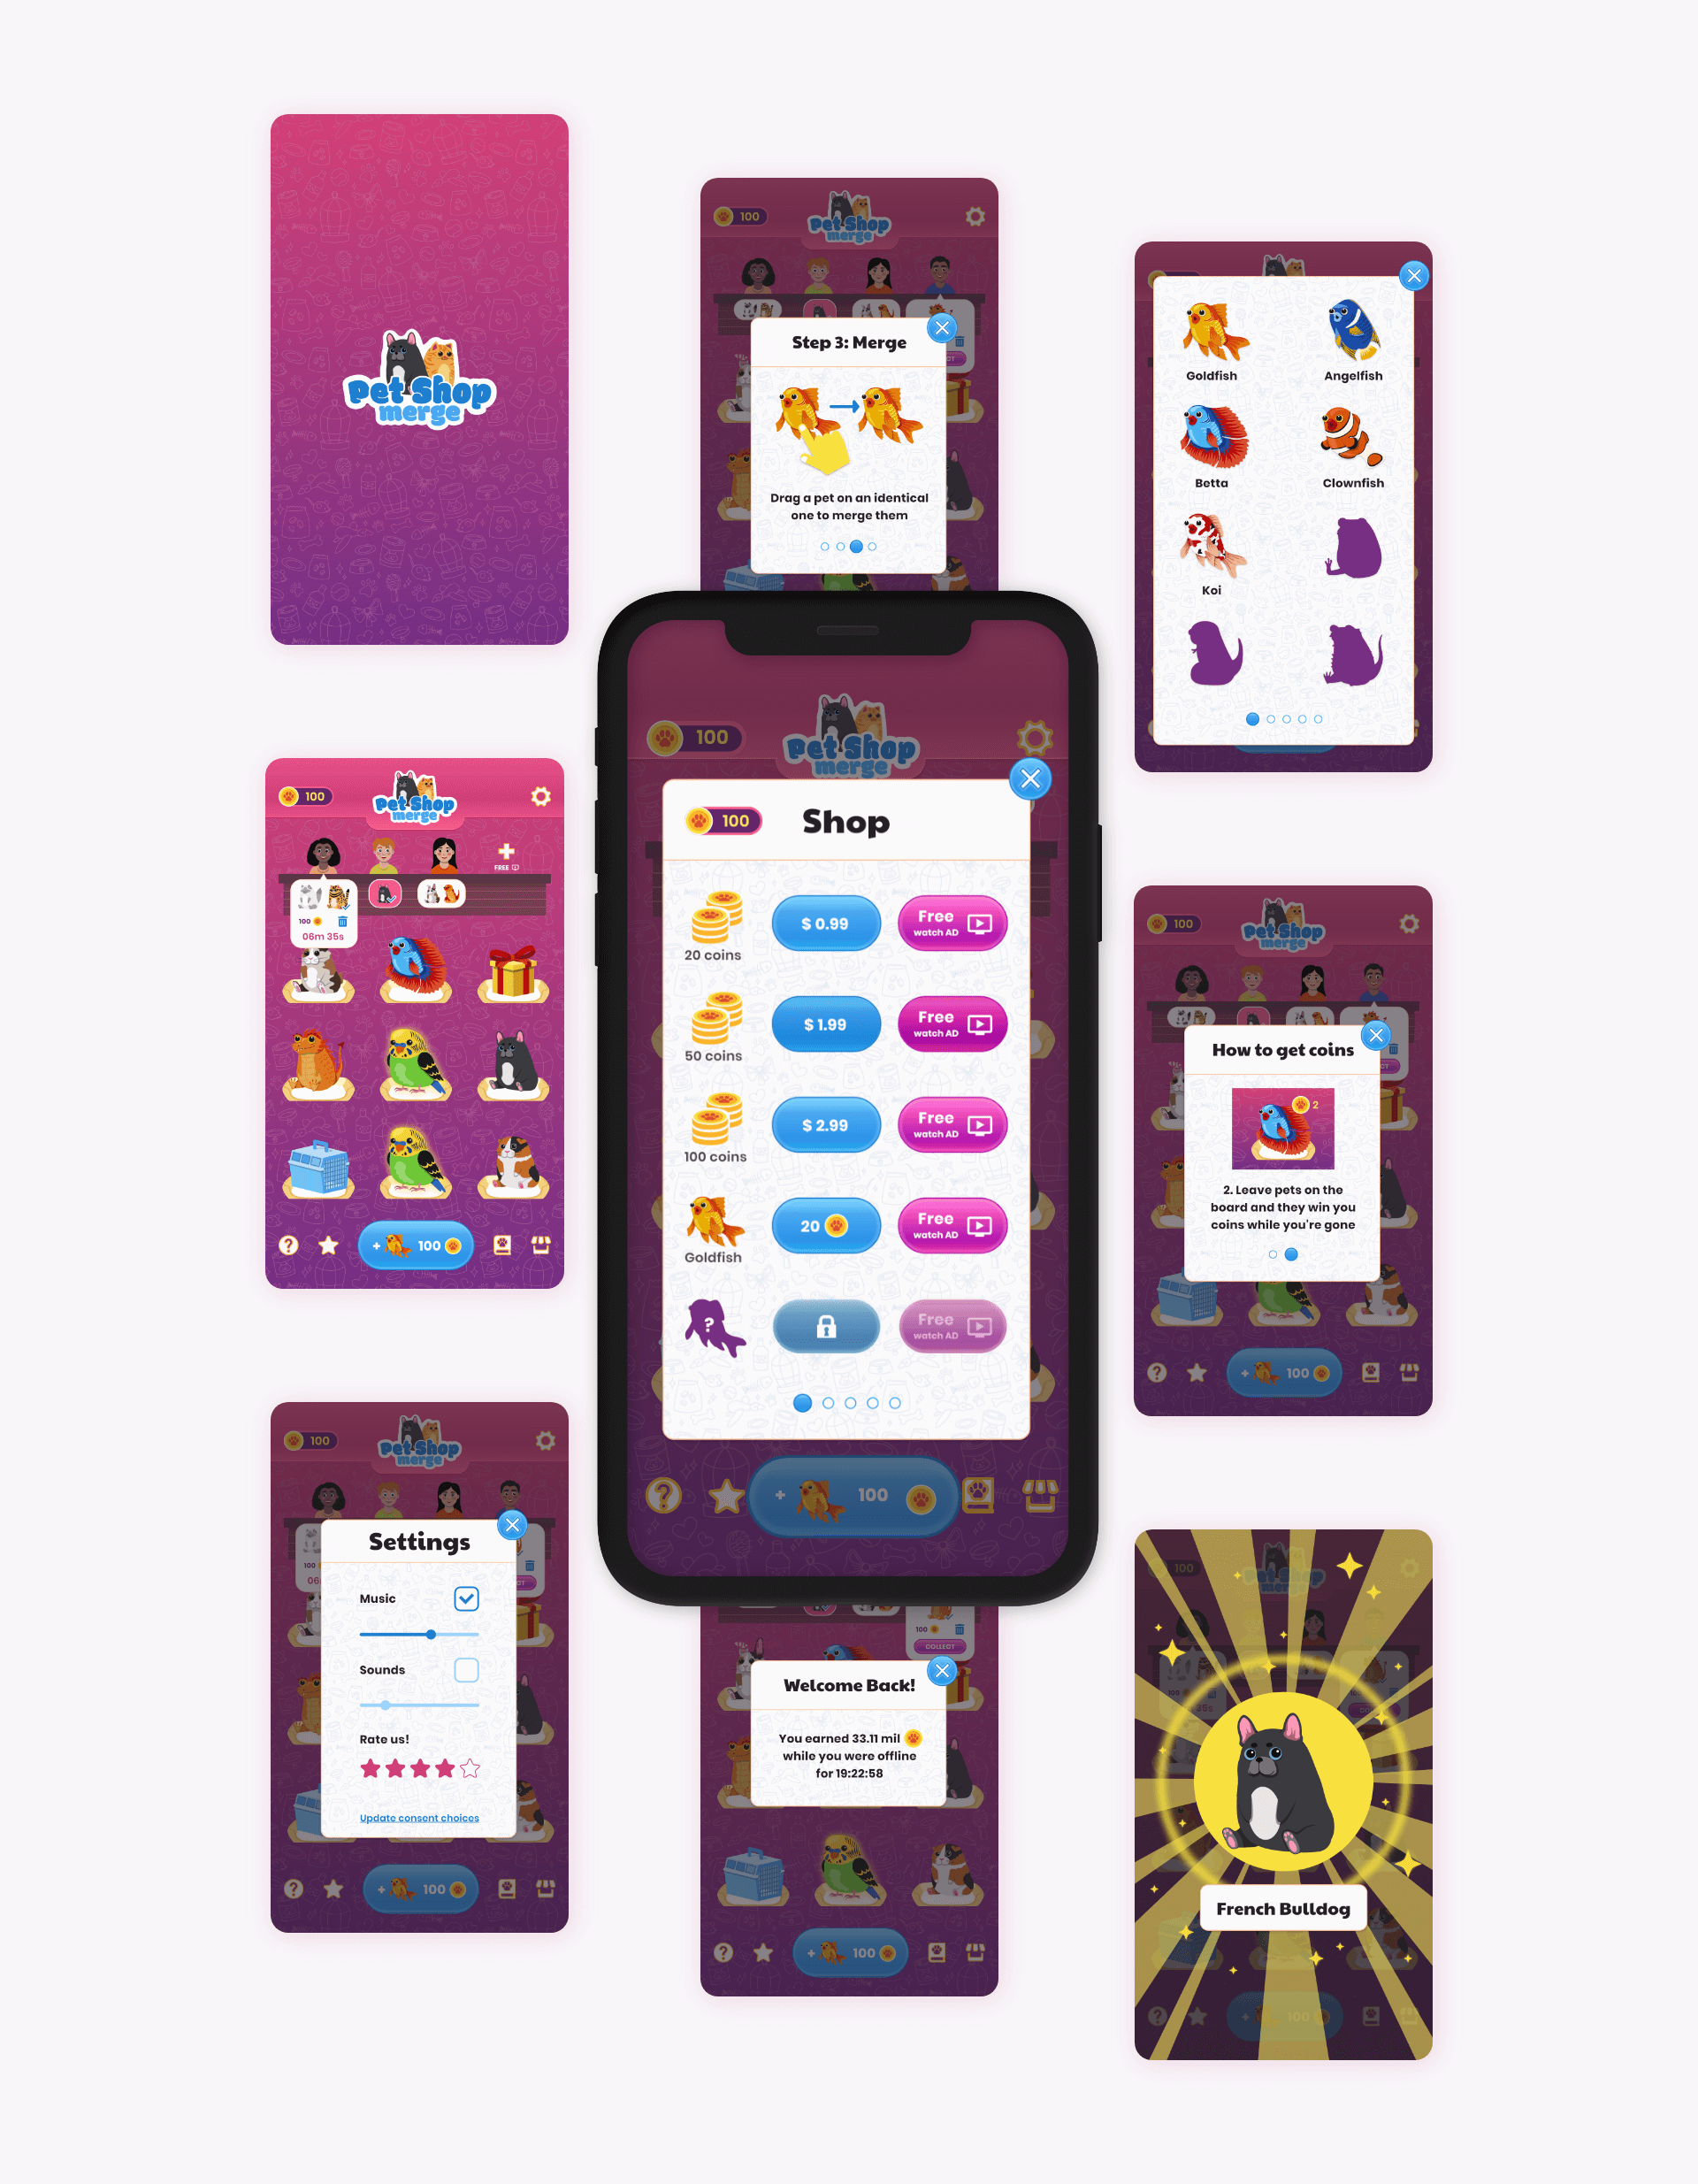 Pet Shop
merge
100
Pet Shop
merge
Step 3: Merge
Drag a pet on an identical
one to merge them
Goldfish
Angelfish
Betta
Clownfish
Koi
100
Pet Shop
merge
FREE
100
06m 35s
+ 100
100
Pet Shop
merge
100
Shop
20 coins
$ 0.99
Free
watch AD
50 coins
$ 1.99
Free
watch AD
100 coins
$ 2.99
Free
watch AD
Goldfish
20
Free
watch AD
?
Free
watch AD
? + 100
100
Pet Shop
merge
How to get coins
2
2. Leave pets on the
board and they win you
coins while you're gone
? + 100
100
Pet Shop
merge
100
06
CT
Settings
Music
Sounds
Rate us!
Update consent choices
? + 100
100
COLLECT
Welcome Back!
You earned 33.11 mil
while you were offline
for 19:22:58
? + 100
100
French Bulldog
? + 100